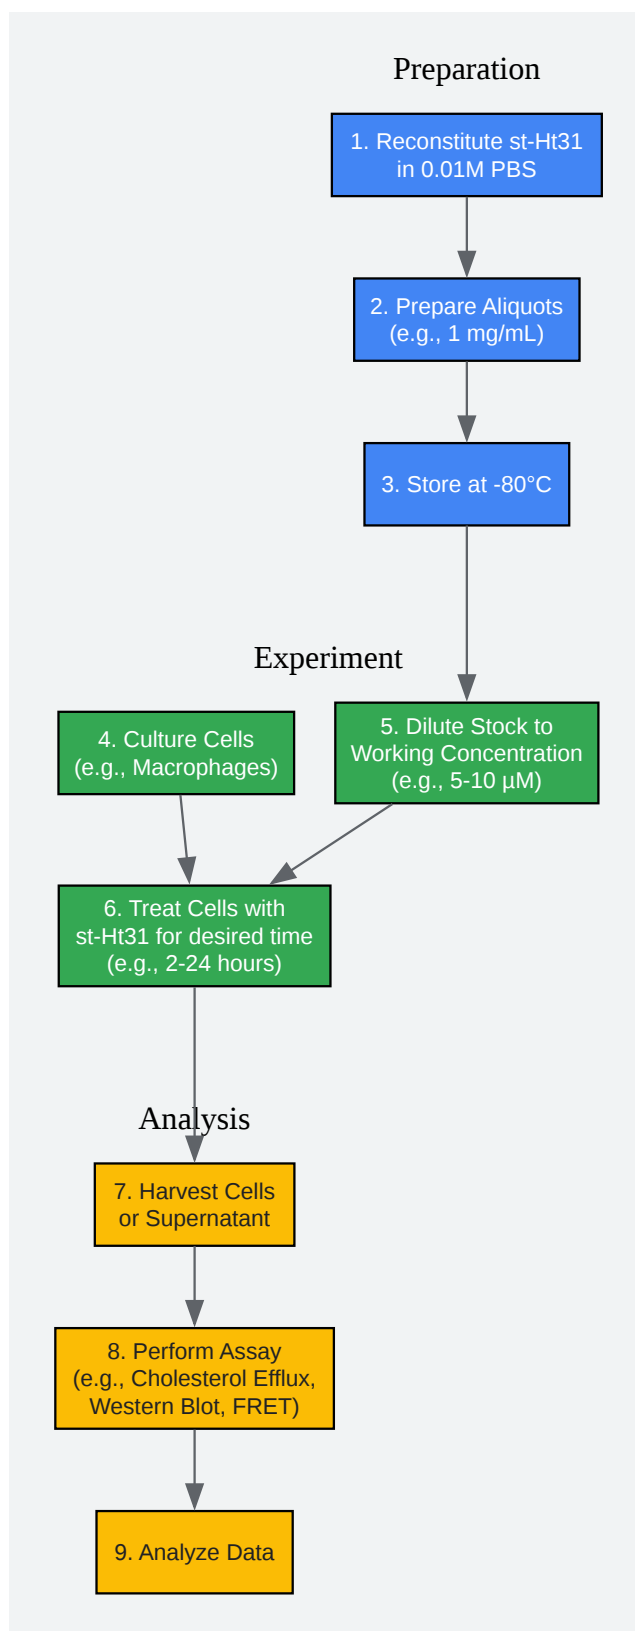 Preparation
1. Reconstitute st-Ht31
in 0.01M PBS
2. Prepare Aliquots
(e.g., 1 mg/mL)
3. Store at -80°C
Experiment
4. Culture Cells
(e.g., Macrophages)
5. Dilute Stock to
Working Concentration
(e.g., 5-10 µM)
6. Treat Cells with
st-Ht31 for desired time
(e.g., 2-24 hours)
Analysis
7. Harvest Cells
or Supernatant
8. Perform Assay
(e.g., Cholesterol Efflux,
Western Blot, FRET)
9. Analyze Data